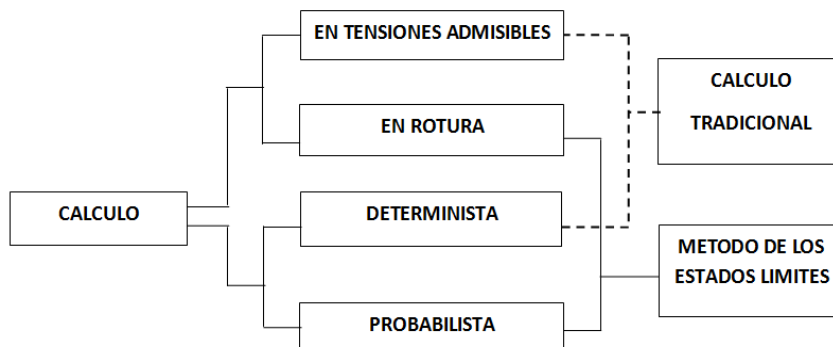 EN TENSIONES ADMISIBLES
CALCULO
TRADICIONAL
EN ROTURA
CALCULO
DETERMINISTA
METODO DE LOS
ESTADOS LIMITES
PROBABILISTA